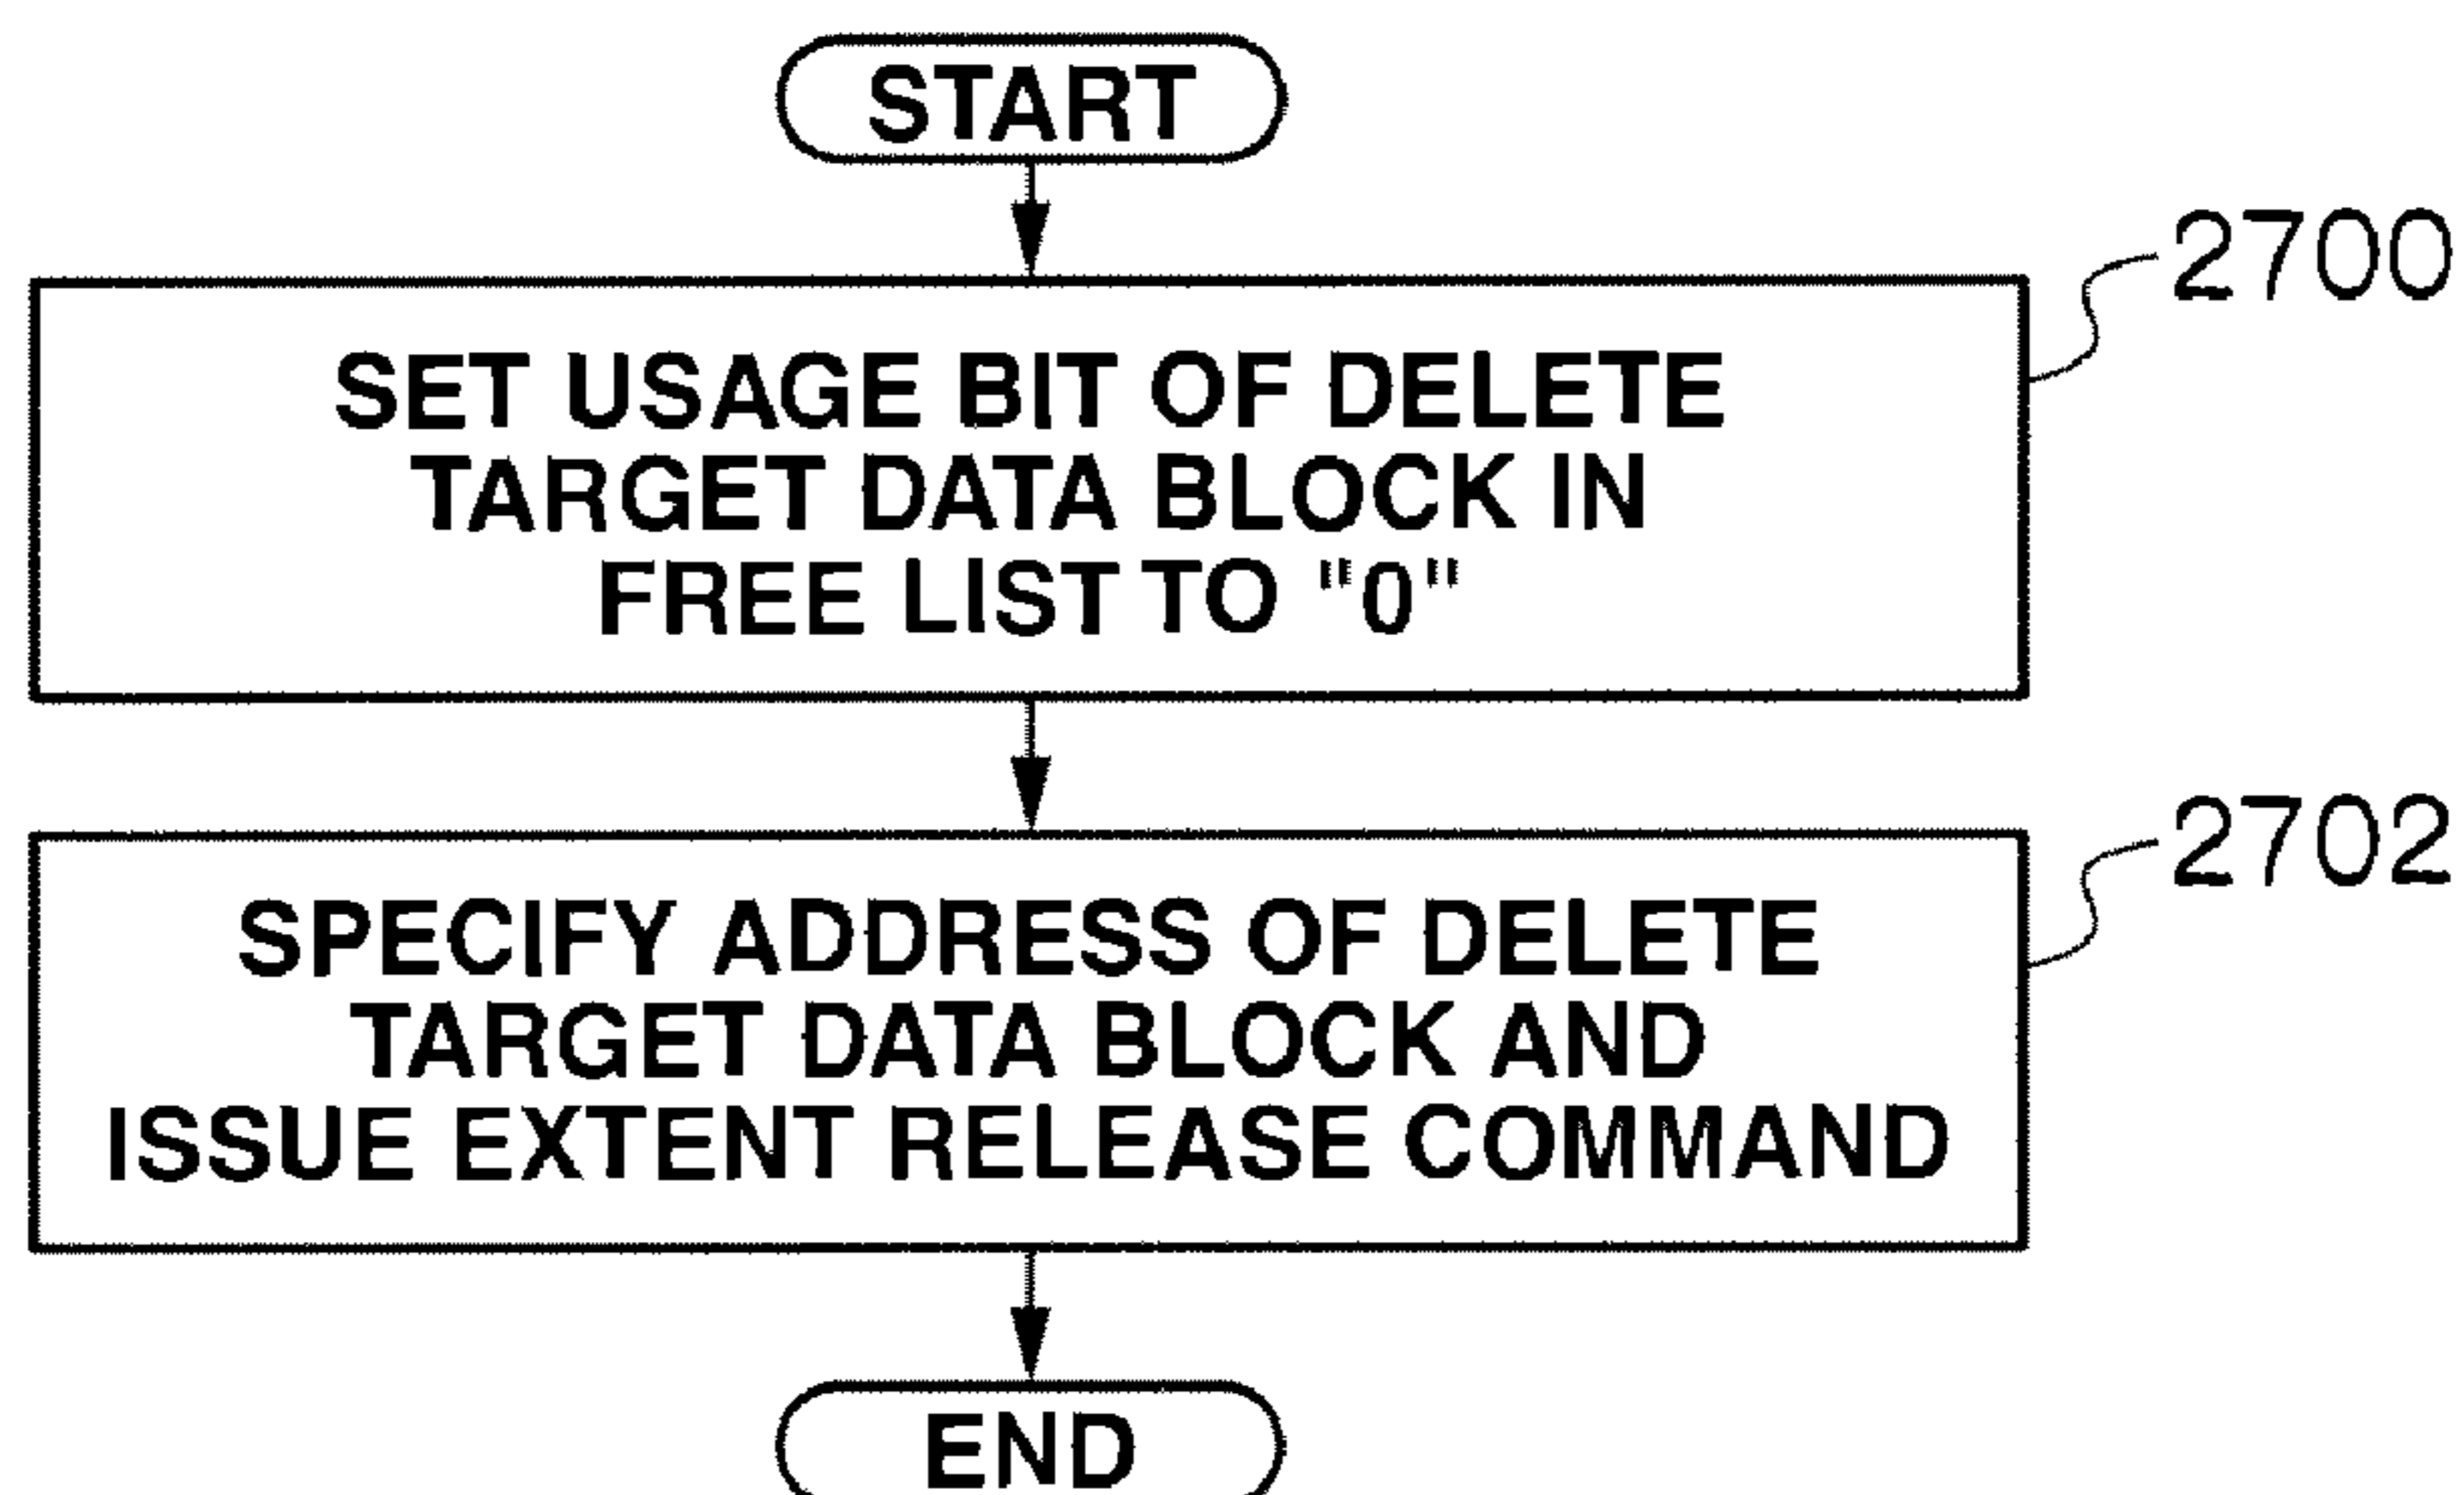 START
2700
SET USAGE BIT OF DELETE
TARGET DATA BLOCK IN
FREE LIST TO "0"
2702
SPECIFY ADDRESS OF DELETE
TARGET DATA BLOCK AND
ISSUE EXTENT RELEASE COMMAND
END